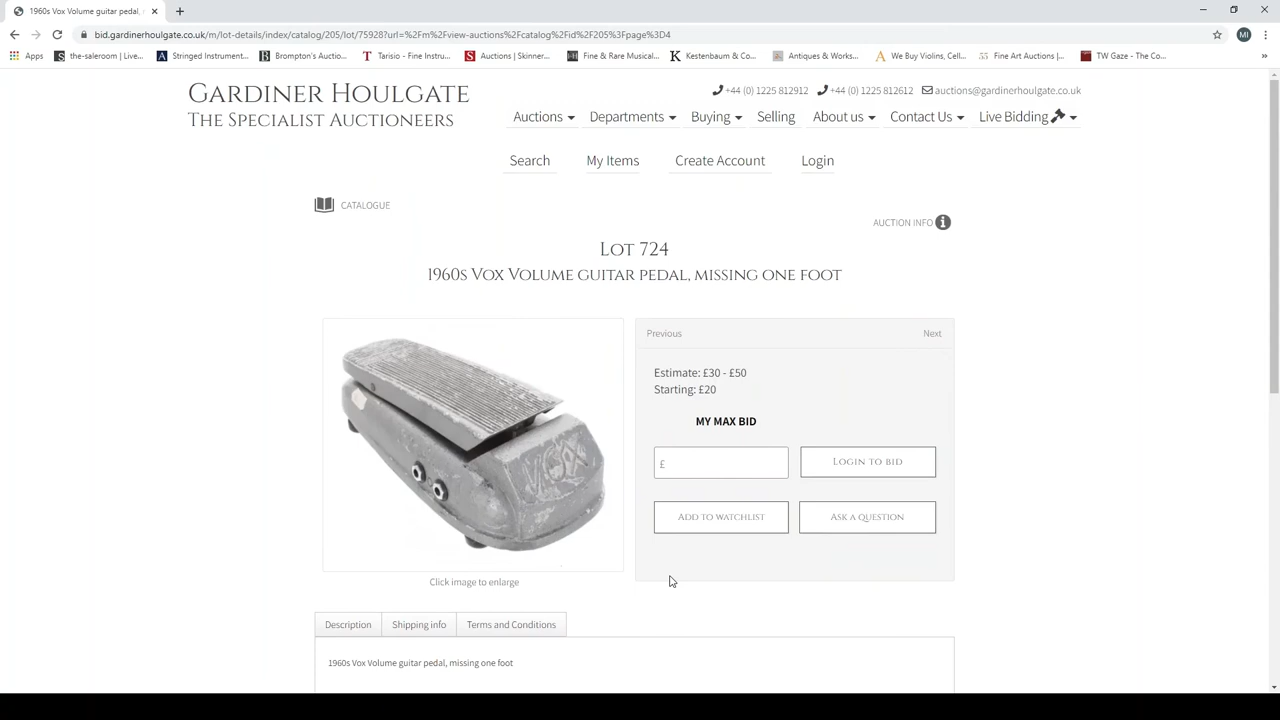 1960s Vox Volume guitar pedal,
bid.gardinerhoulgate.co.uk/m/lot-details/index/catalog/205/lot/75928?url=%2Fm%2Fview-auctions%2Fcatalog%2Fid%2F205%2Fpage%3D4
MI
Apps the-saleroom | Live... Stringed Instrument... Brompton's Auction... Tarisio – Fine Instru... Auctions | Skinner... Fine & Rare Musical... Kestenbaum & Co... Antiques & Works... We Buy Violins, Cell... Fine Art Auctions |... TW Gaze - The Co...
Gardiner Houlgate
The Specialist Auctioneers
+44 (0) 1225 812912 +44 (0) 1225 812612 auctions@gardinerhoulgate.co.uk
Auctions Departments Buying Selling About us Contact Us Live Bidding
Search My Items Create Account Login
CATALOGUE
AUCTION INFO
Lot 724
1960s Vox Volume guitar pedal, missing one foot
VOX
Previous Next
Estimate: £30 - £50
Starting: £20
MY MAX BID
£ Login to bid
Add to watchlist Ask a question
Click image to enlarge
Description Shipping info Terms and Conditions
1960s Vox Volume guitar pedal, missing one foot